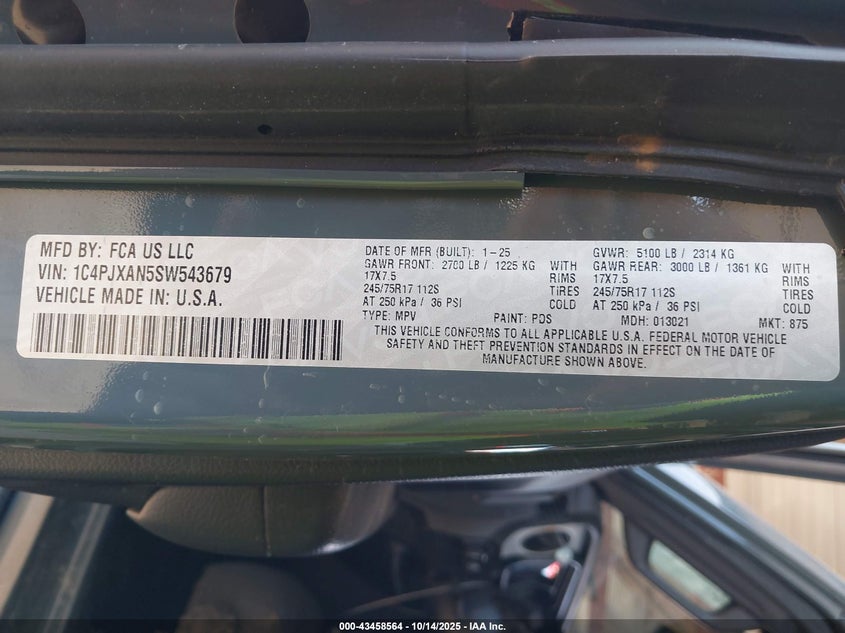 MFD BY: FCA US LLC
VIN: 1C4PJXAN5SW543679
VEHICLE MADE IN: U.S.A.
DATE OF MFR (BUILT): 1-25
GAWR FRONT: 2700 LB / 1225 KG WITH
17X7.5 RIMS
245/75R17 112S TIRES
AT 250 kPa / 36 PSI COLD
TYPE: MPV
PAINT: PDS
GVWR: 5100 LB / 2314 KG
GAWR REAR: 3000 LB / 1361 KG WITH
17X7.5 RIMS
245/75R17 112S TIRES
AT 250 kPa / 36 PSI COLD
MDH: 013021
MKT: 875
THIS VEHICLE CONFORMS TO ALL APPLICABLE U.S.A. FEDERAL MOTOR VEHICLE
SAFETY AND THEFT PREVENTION STANDARDS IN EFFECT ON THE DATE OF
MANUFACTURE SHOWN ABOVE.
000-43458564 - 10/14/2025 - IAA Inc.